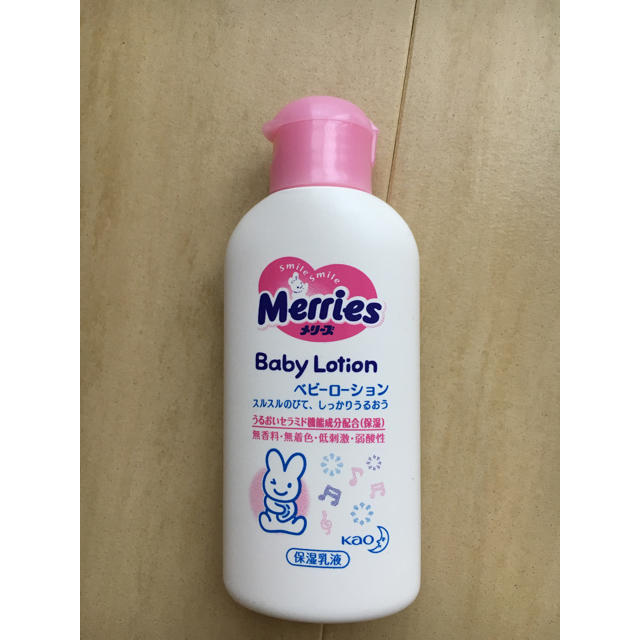 Smile Smile
Merries
メリーズ
Baby Lotion
ベビーローション
スルスルのびて、しっかりうるおう
うるおいセラミド機能成分配合(保湿)
無香料・無着色・低刺激・弱酸性
Kao
保湿乳液